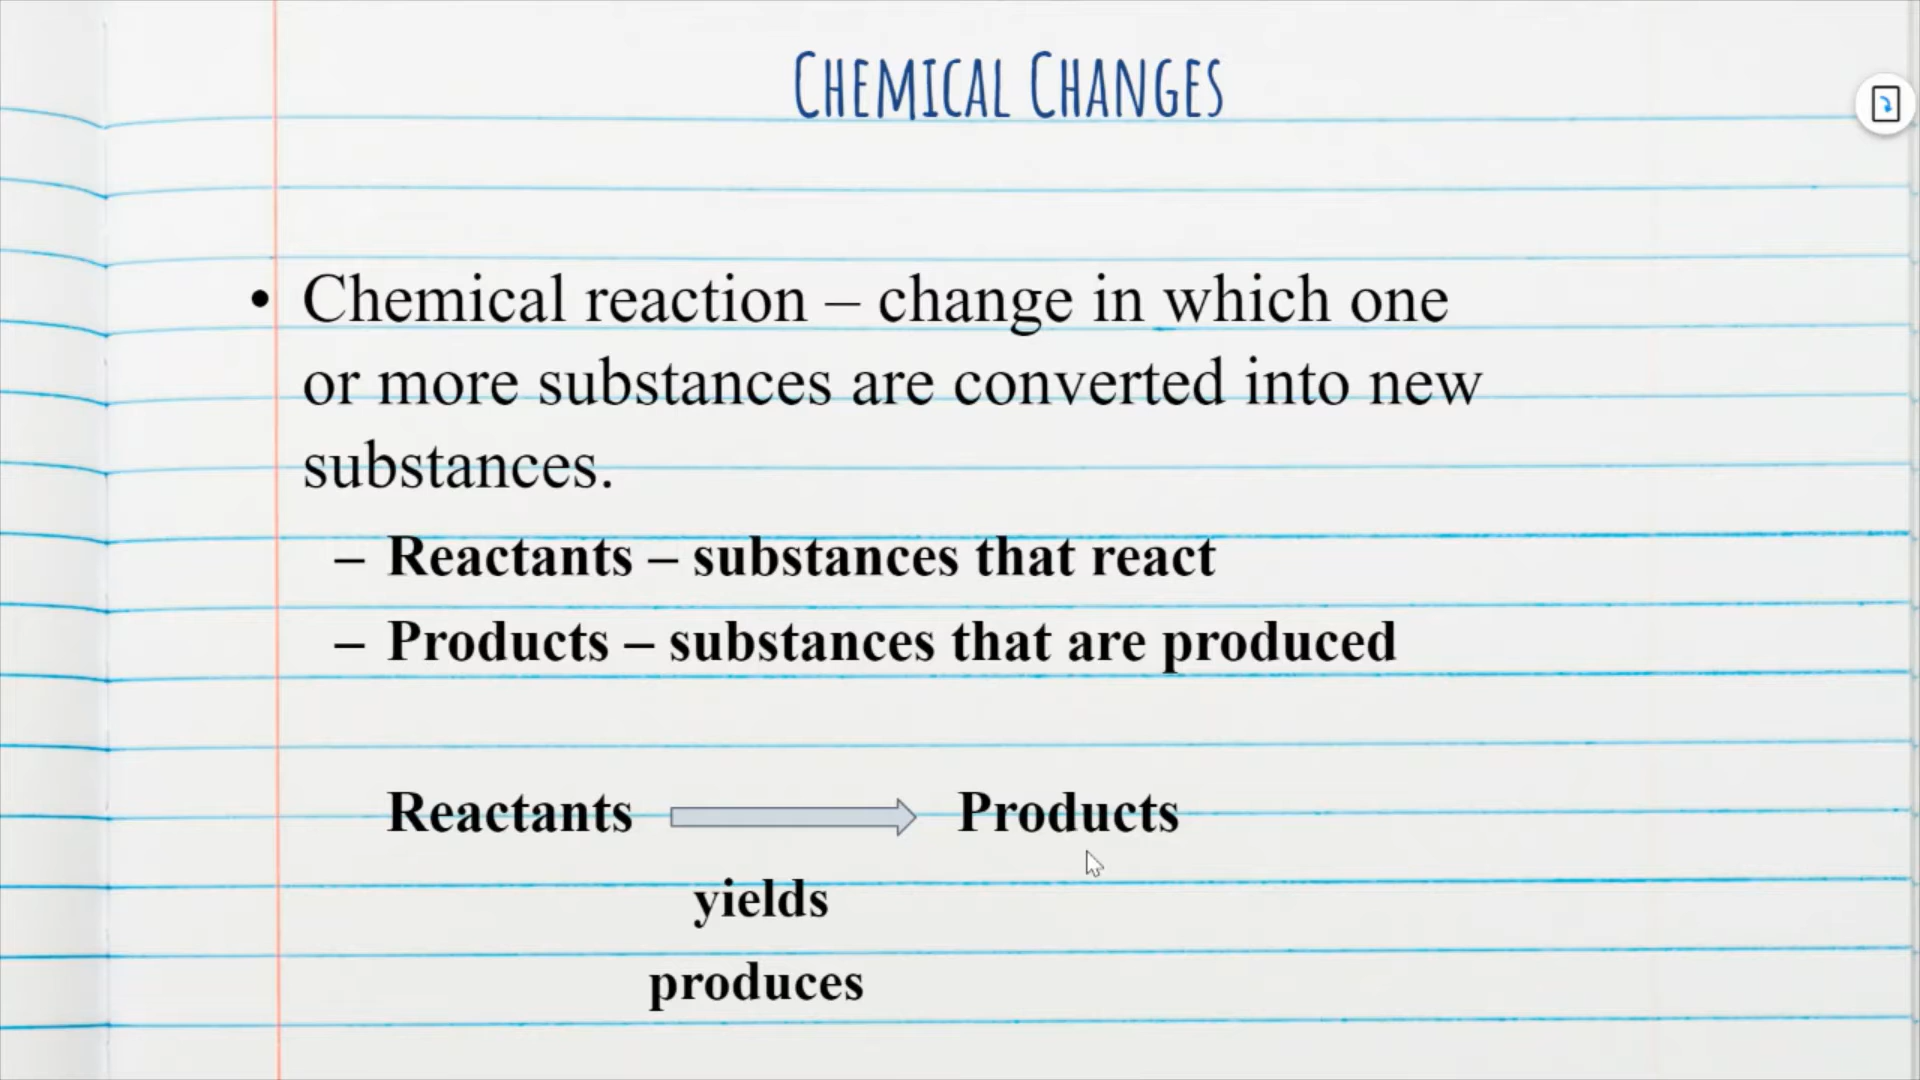 Chemical Changes
• Chemical reaction – change in which one
or more substances are converted into new
substances.
– Reactants – substances that react
– Products – substances that are produced
Reactants Products
yields
produces